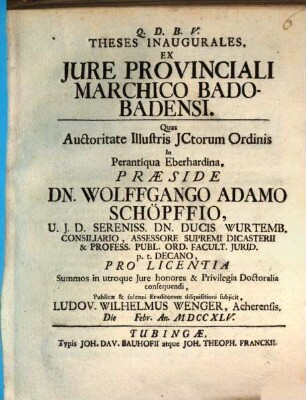 6
Q. D. B. V.
THESES INAUGURALES,
EX
JURE PROVINCIALI
MARCHICO BADO-
BADENSI.
Quas
Auctoritate Illustris JCtorum Ordinis
In
Perantiqua Eberhardina,
PRÆSIDE
DN. WOLFFGANGO ADAMO
SCHÖPFFIO,
U. J. D. SERENISS. DN. DUCIS WURTEMB.
CONSILIARIO, ASSESSORE SUPREMI DICASTERII
& PROFESS. PUBL. ORD. FACULT. JURID.
p. t. DECANO,
PRO LICENTIA
Summos in utroque Jure honores & Privilegia Doctoralia
consequendi,
Publicæ & solenni Eruditorum disquisitioni subjicit,
LUDOV. WILHELMUS WENGER, Acherensis.
Die Febr. An. MDCCXLV.
TUBINGÆ,
Typis JOH. DAV. BAUHOFII atque JOH. THEOPH. FRANCKII.